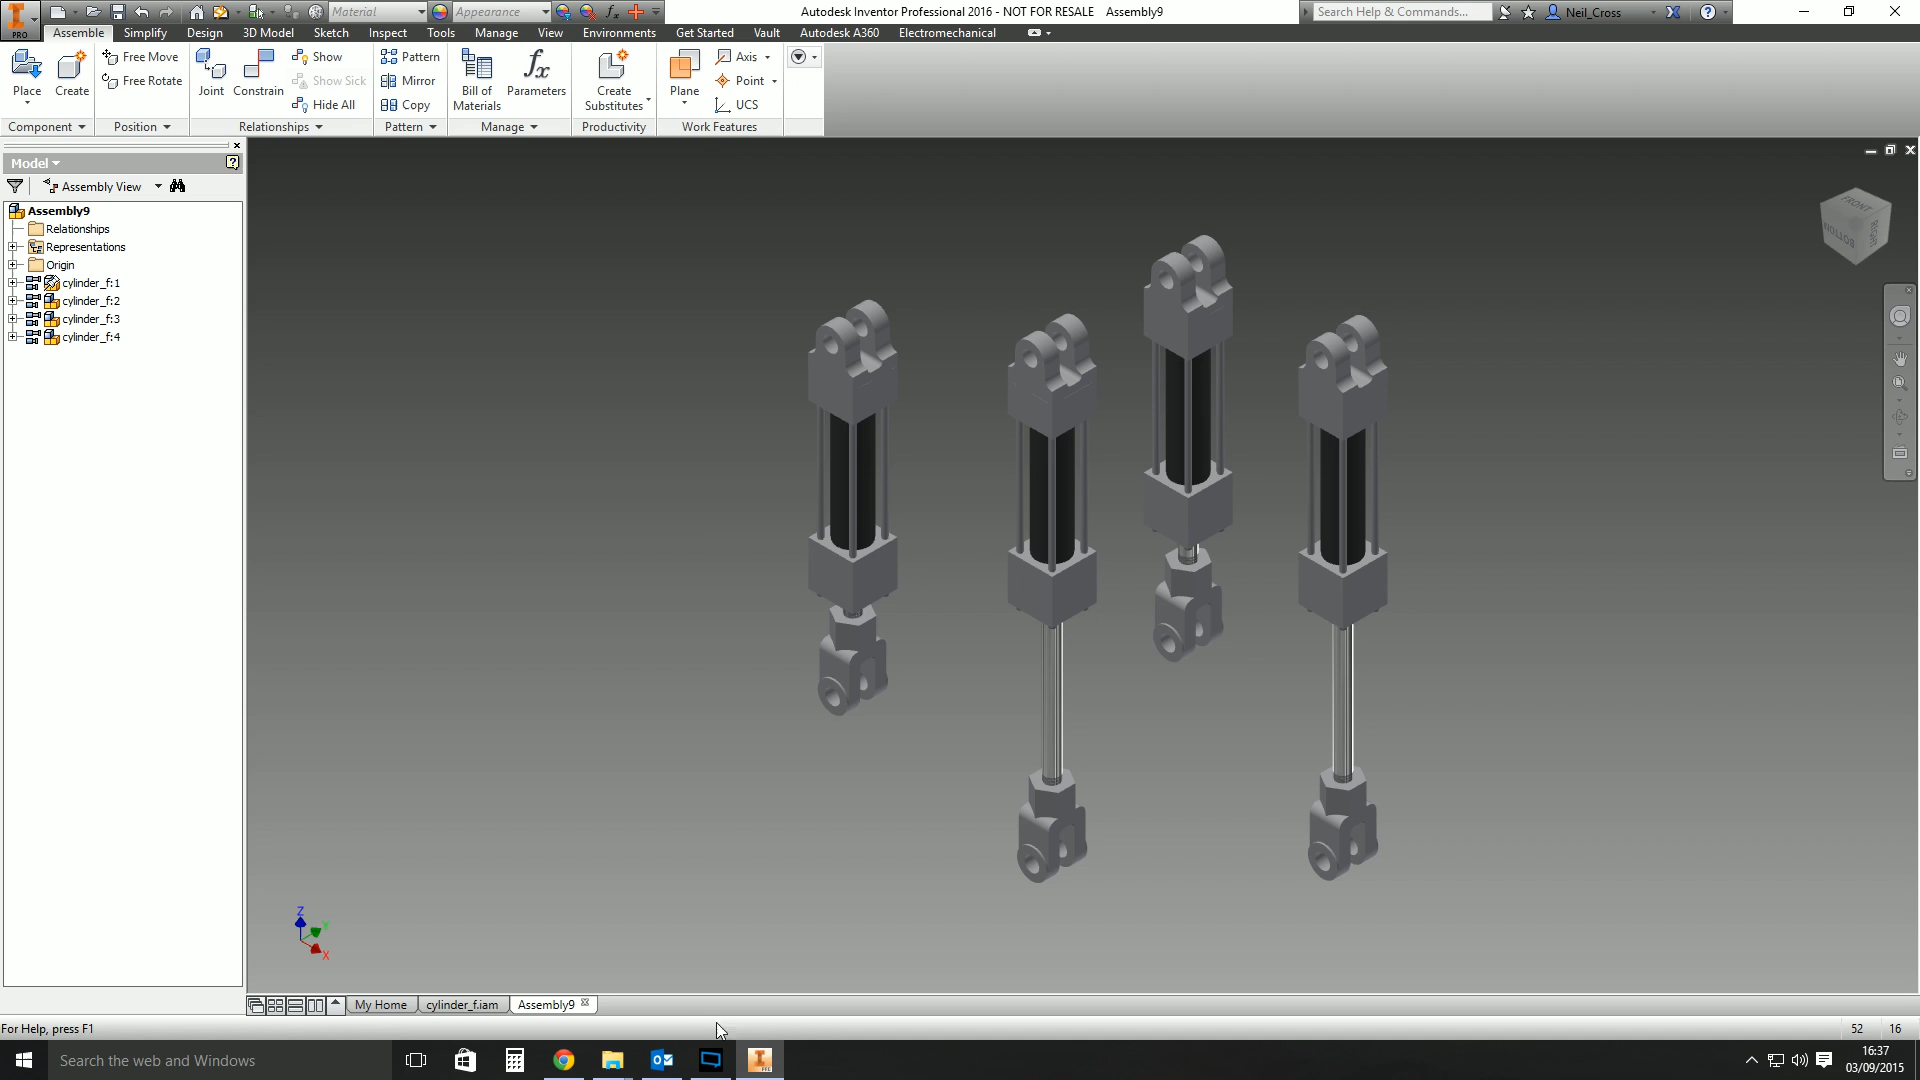 Material
Appearance
Autodesk Inventor Professional 2016 - NOT FOR RESALE Assembly9
Search Help & Commands...
Neil_Cross
PRO
Assemble Simplify Design 3D Model Sketch Inspect Tools Manage View Environments Get Started Vault Autodesk A360 Electromechanical
Place
Create
Free Move
Free Rotate
Joint
Constrain
Show
Show Sick
Hide All
Pattern
Mirror
Copy
Bill of
Materials
Parameters
Create
Substitutes
Plane
Axis
Point
UCS
Component Position Relationships Pattern Manage Productivity Work Features
Model
Assembly View
Assembly9
Relationships
Representations
Origin
cylinder_f:1
cylinder_f:2
cylinder_f:3
cylinder_f:4
FRONT
RIGHT
BOTTOM
Z
Y
X
My Home cylinder_f.iam Assembly9
For Help, press F1
52 16
Search the web and Windows
16:37
03/09/2015